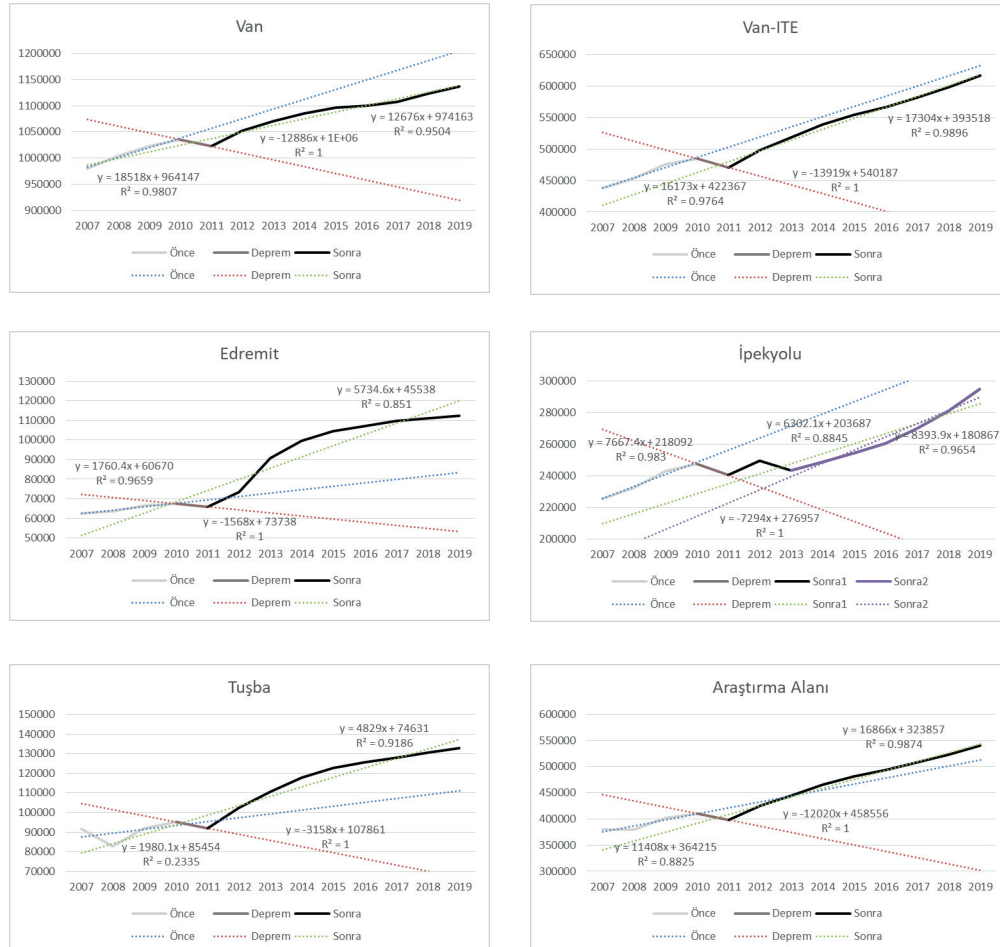 Van
1200000
1150000
1100000
1050000
1000000
950000
900000
y = 12676x + 974163
R² = 0.9504
y = -12886x + 1E+06
R² = 1
y = 18518x + 964147
R² = 0.9807
2007 2008 2009 2010 2011 2012 2013 2014 2015 2016 2017 2018 2019
Önce Deprem Sonra
Önce Deprem Sonra
Van-ITE
650000
600000
550000
500000
450000
400000
y = 17304x + 393518
R² = 0.9896
y = -13919x + 540187
R² = 1
y = 16173x + 422367
R² = 0.9764
2007 2008 2009 2010 2011 2012 2013 2014 2015 2016 2017 2018 2019
Önce Deprem Sonra
Önce Deprem Sonra
Edremit
130000
120000
110000
100000
90000
80000
70000
60000
50000
y = 5734.6x + 45538
R² = 0.851
y = 1760.4x + 60670
R² = 0.9659
y = -1568x + 73738
R² = 1
2007 2008 2009 2010 2011 2012 2013 2014 2015 2016 2017 2018 2019
Önce Deprem Sonra
Önce Deprem Sonra
İpekyolu
300000
280000
260000
240000
220000
200000
y = 6302.1x + 203687
R² = 0.8845
y = 8393.9x + 180867
R² = 0.9654
y = 7667.4x + 218092
R² = 0.983
y = -7294x + 276957
R² = 1
2007 2008 2009 2010 2011 2012 2013 2014 2015 2016 2017 2018 2019
Önce Deprem Sonra1 Sonra2
Önce Deprem Sonra1 Sonra2
Tuşba
150000
140000
130000
120000
110000
100000
90000
80000
70000
y = 4829x + 74631
R² = 0.9186
y = -3158x + 107861
R² = 1
y = 1980.1x + 85454
R² = 0.2335
2007 2008 2009 2010 2011 2012 2013 2014 2015 2016 2017 2018 2019
Önce Deprem Sonra
Önce Deprem Sonra
Araştırma Alanı
600000
550000
500000
450000
400000
350000
300000
y = 16866x + 323857
R² = 0.9874
y = -12020x + 458556
R² = 1
y = 11408x + 364215
R² = 0.8825
2007 2008 2009 2010 2011 2012 2013 2014 2015 2016 2017 2018 2019
Önce Deprem Sonra
Önce Deprem Sonra